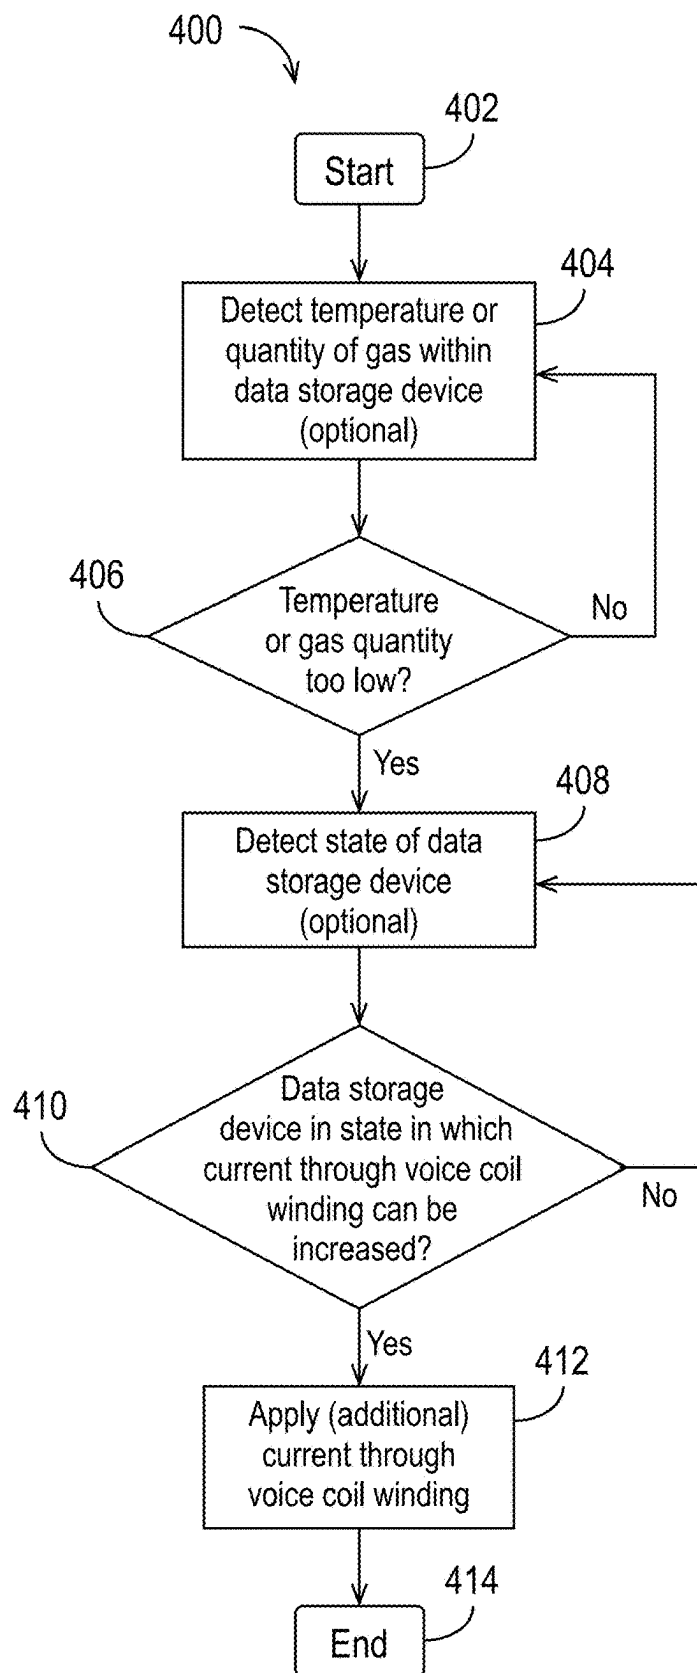 400
402
Start
404
Detect temperature or
quantity of gas within
data storage device
(optional)
406
Temperature
or gas quantity
too low?
No
Yes
408
Detect state of data
storage device
(optional)
410
Data storage
device in state in which
current through voice coil
winding can be
increased?
No
Yes
412
Apply (additional)
current through
voice coil winding
414
End